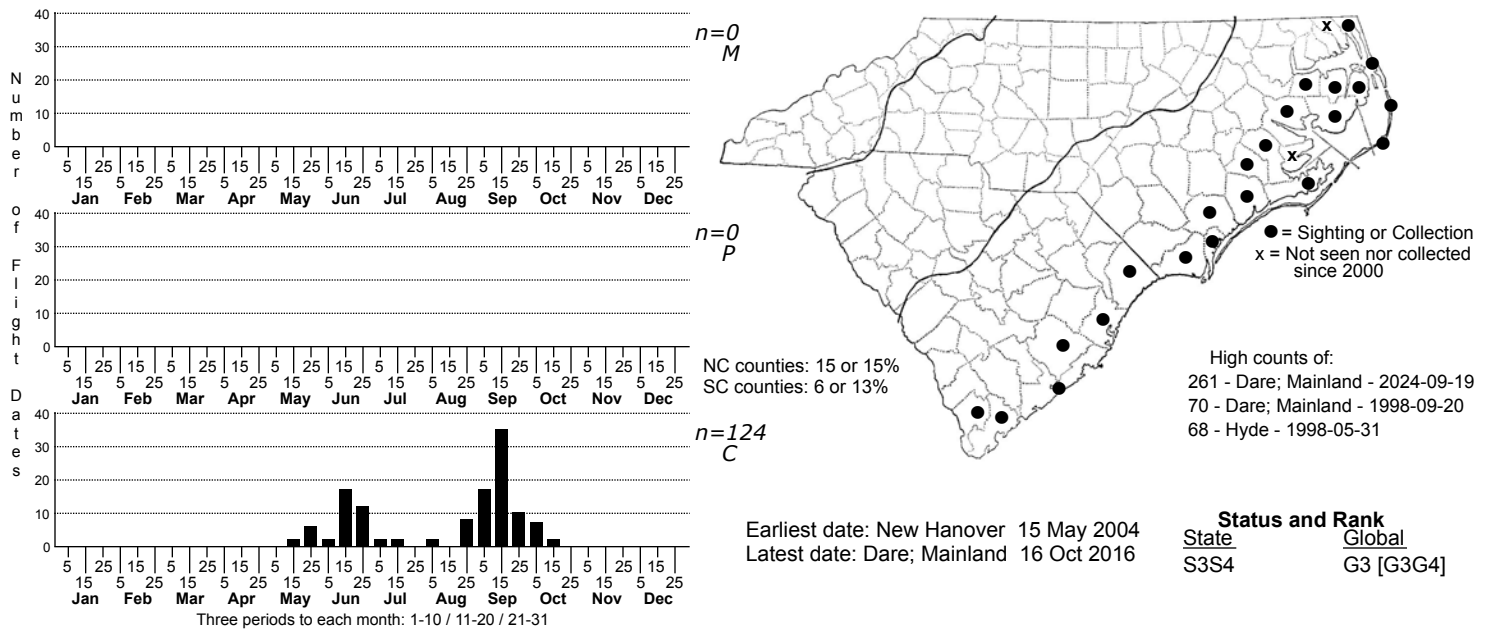 Number of Flight Dates
40
30
20
10
0
n=0
M
5 15 25 5 15 25 5 15 25 5 15 25 5 15 25 5 15 25 5 15 25 5 15 25 5 15 25 5 15 25 5 15 25 5 15 25
Jan Feb Mar Apr May Jun Jul Aug Sep Oct Nov Dec
40
30
20
10
0
n=0
P
5 15 25 5 15 25 5 15 25 5 15 25 5 15 25 5 15 25 5 15 25 5 15 25 5 15 25 5 15 25 5 15 25 5 15 25
Jan Feb Mar Apr May Jun Jul Aug Sep Oct Nov Dec
40
30
20
10
0
n=124
C
5 15 25 5 15 25 5 15 25 5 15 25 5 15 25 5 15 25 5 15 25 5 15 25 5 15 25 5 15 25 5 15 25 5 15 25
Jan Feb Mar Apr May Jun Jul Aug Sep Oct Nov Dec
Three periods to each month: 1-10 / 11-20 / 21-31
x
x
= Sighting or Collection
x = Not seen nor collected
since 2000
NC counties: 15 or 15%
SC counties: 6 or 13%
High counts of:
261 - Dare; Mainland - 2024-09-19
70 - Dare; Mainland - 1998-09-20
68 - Hyde - 1998-05-31
Earliest date: New Hanover 15 May 2004
Latest date: Dare; Mainland 16 Oct 2016
Status and Rank
State Global
S3S4 G3 [G3G4]